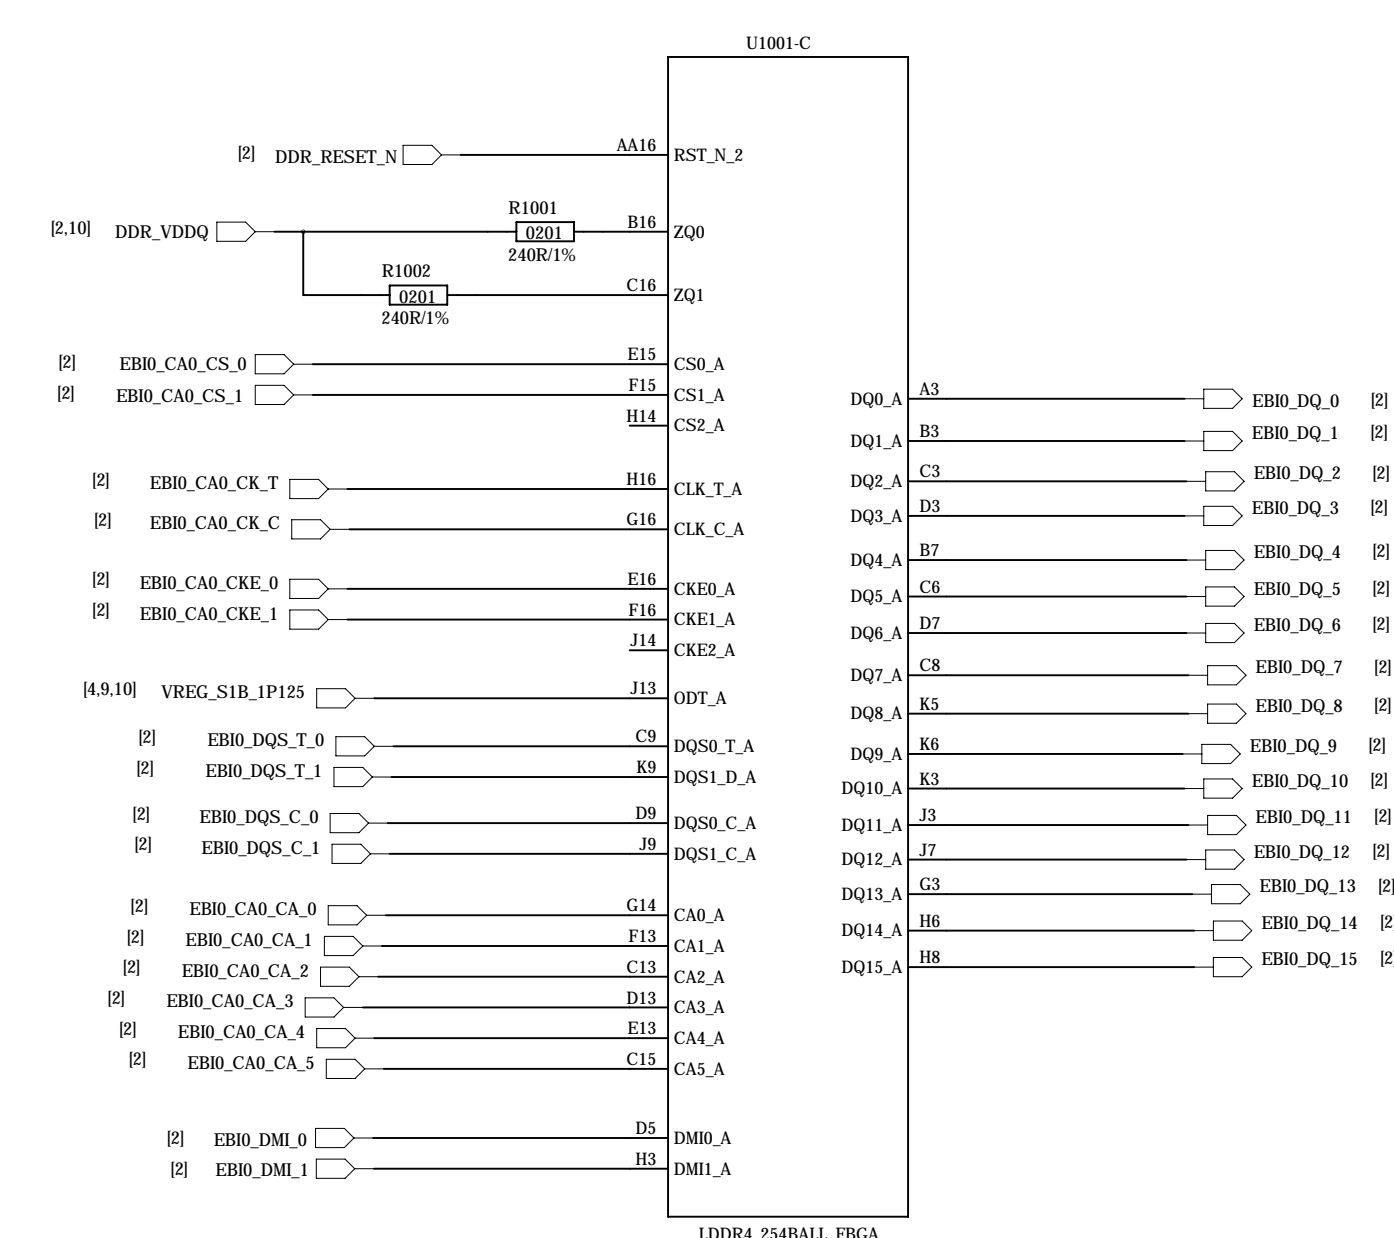 U1001-C
[2] DDR_RESET_N AA16 RST_N_2
R1001
[2,10] DDR_VDDQ 0201 B16 ZQ0
240R/1%
R1002
0201 C16 ZQ1
240R/1%
[2] EBI0_CA0_CS_0 E15 CS0_A
[2] EBI0_CA0_CS_1 F15 CS1_A
DQ0_A A3 EBI0_DQ_0 [2]
H14 CS2_A
DQ1_A B3 EBI0_DQ_1 [2]
[2] EBI0_CA0_CK_T H16 CLK_T_A
DQ2_A C3 EBI0_DQ_2 [2]
DQ3_A D3 EBI0_DQ_3 [2]
[2] EBI0_CA0_CK_C G16 CLK_C_A
DQ4_A B7 EBI0_DQ_4 [2]
[2] EBI0_CA0_CKE_0 E16 CKE0_A
DQ5_A C6 EBI0_DQ_5 [2]
[2] EBI0_CA0_CKE_1 F16 CKE1_A
DQ6_A D7 EBI0_DQ_6 [2]
J14 CKE2_A
DQ7_A C8 EBI0_DQ_7 [2]
[4,9,10] VREG_S1B_1P125 J13 ODT_A
DQ8_A K5 EBI0_DQ_8 [2]
[2] EBI0_DQS_T_0 C9 DQS0_T_A
DQ9_A K6 EBI0_DQ_9 [2]
[2] EBI0_DQS_T_1 K9 DQS1_D_A
DQ10_A K3 EBI0_DQ_10 [2]
[2] EBI0_DQS_C_0 D9 DQS0_C_A
DQ11_A J3 EBI0_DQ_11 [2]
[2] EBI0_DQS_C_1 J9 DQS1_C_A
DQ12_A J7 EBI0_DQ_12 [2]
DQ13_A G3 EBI0_DQ_13 [2]
[2] EBI0_CA0_CA_0 G14 CA0_A
DQ14_A H6 EBI0_DQ_14 [2]
[2] EBI0_CA0_CA_1 F13 CA1_A
DQ15_A H8 EBI0_DQ_15 [2]
[2] EBI0_CA0_CA_2 C13 CA2_A
[2] EBI0_CA0_CA_3 D13 CA3_A
[2] EBI0_CA0_CA_4 E13 CA4_A
[2] EBI0_CA0_CA_5 C15 CA5_A
[2] EBI0_DMI_0 D5 DMI0_A
[2] EBI0_DMI_1 H3 DMI1_A
LDDR4_254BALL_FBGA